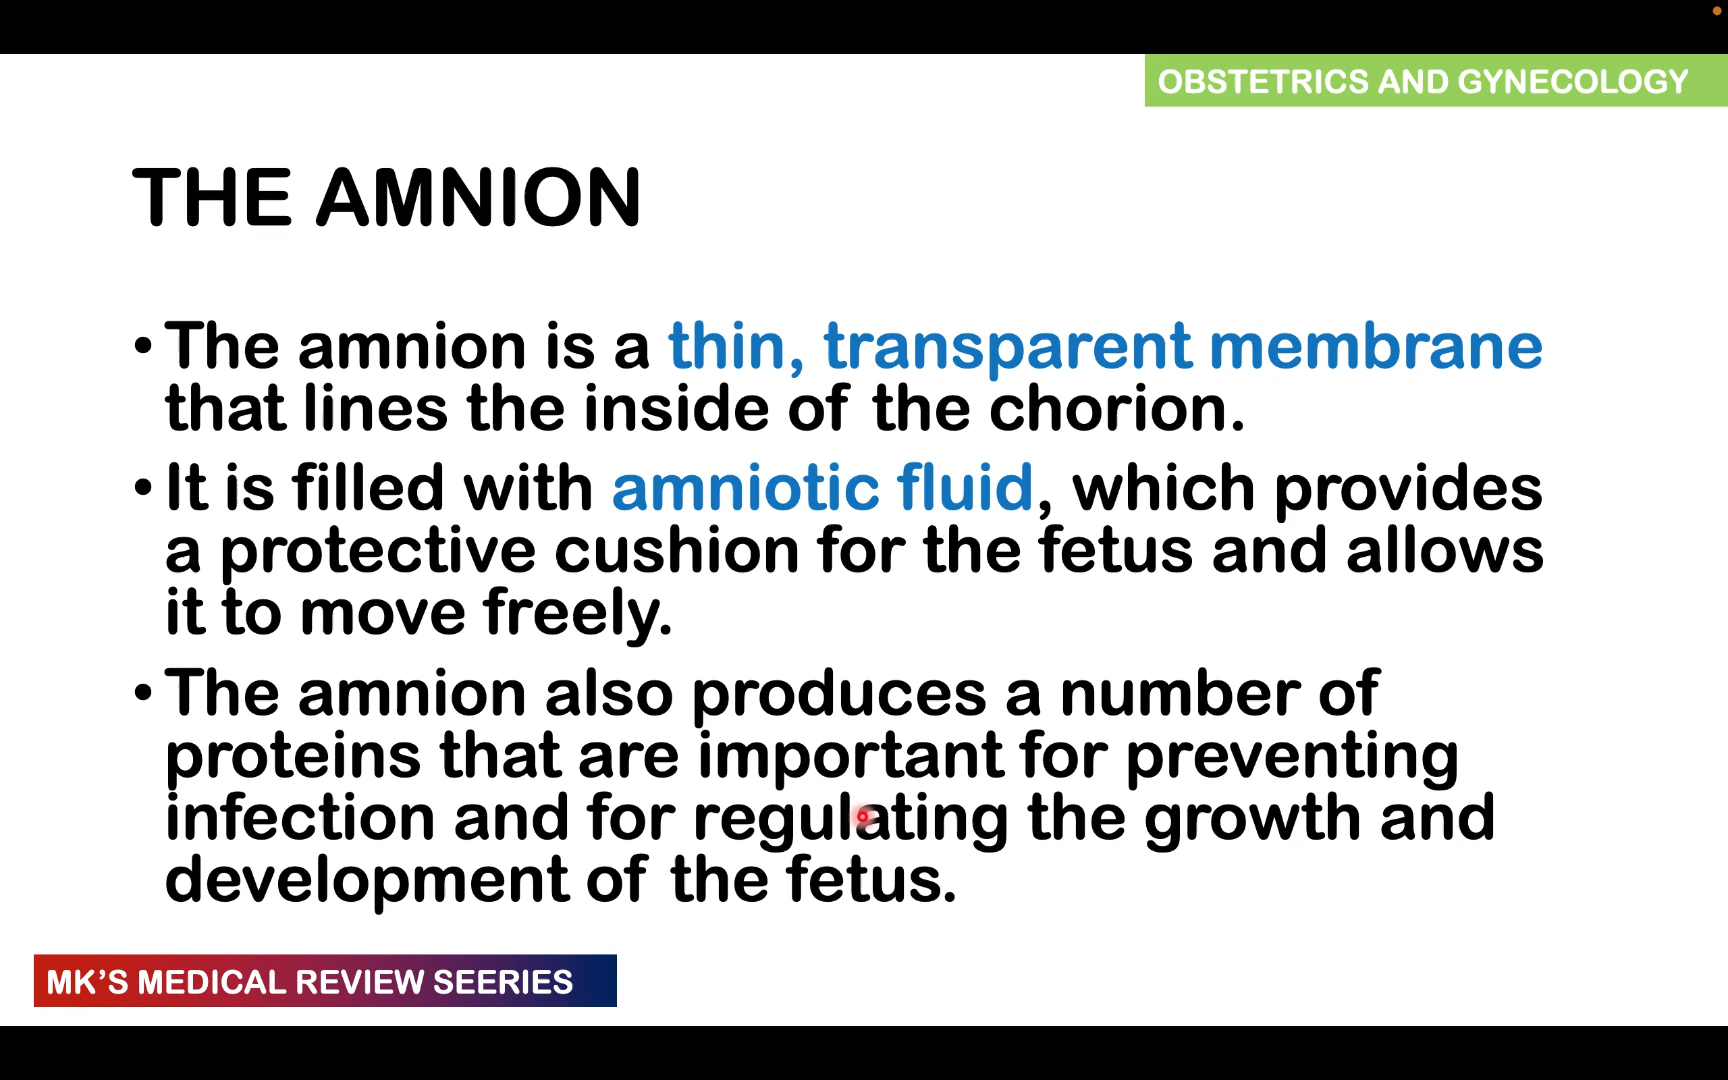 OBSTETRICS AND GYNECOLOGY
THE AMNION
• The amnion is a thin, transparent membrane
that lines the inside of the chorion.
• It is filled with amniotic fluid, which provides
a protective cushion for the fetus and allows
it to move freely.
• The amnion also produces a number of
proteins that are important for preventing
infection and for regulating the growth and
development of the fetus.
MK'S MEDICAL REVIEW SEERIES